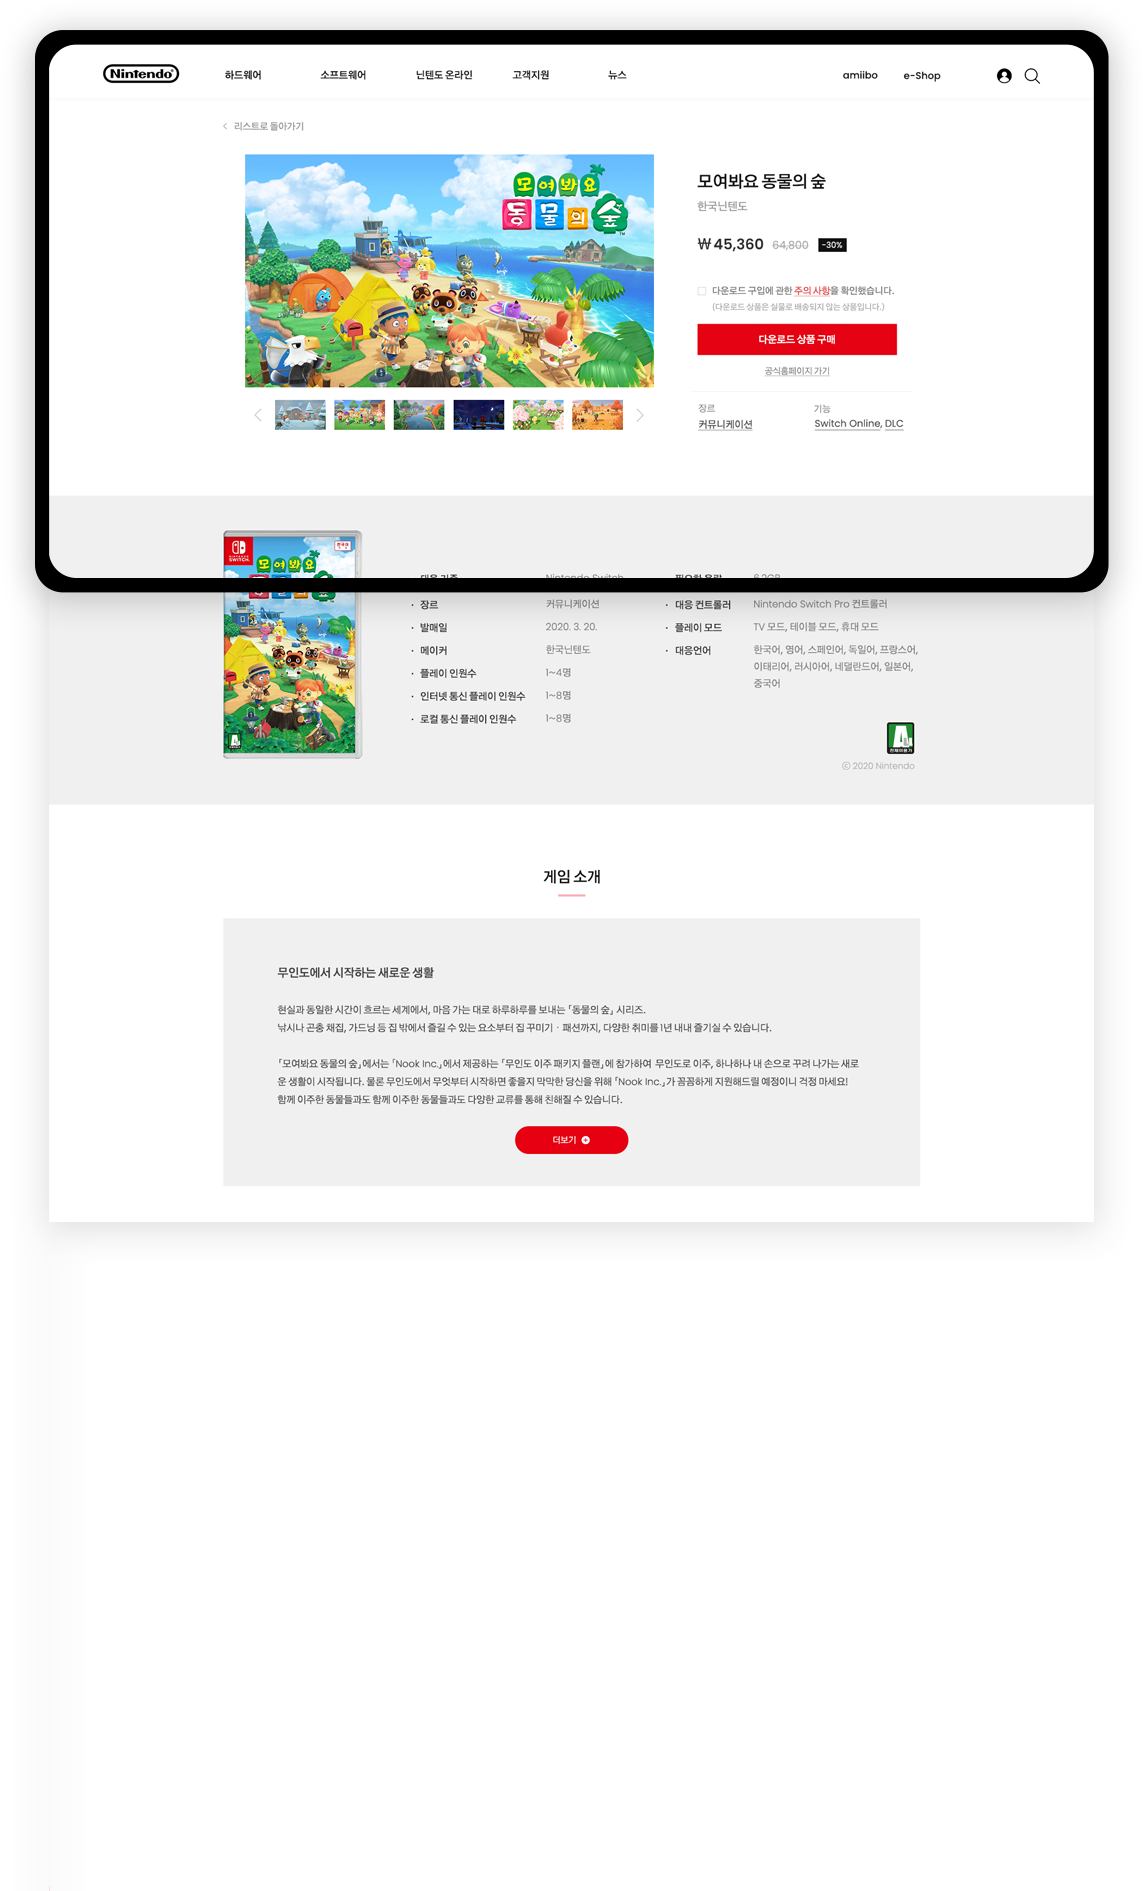 Nintendo
하드웨어
소프트웨어
닌텐도 온라인
고객지원
뉴스
amiibo
e-Shop
리스트로 돌아가기
모여봐요
동물의 숲
모여봐요 동물의 숲
한국닌텐도
₩45,360 64,800 -30%
다운로드 구입에 관한 주의 사항을 확인했습니다.
(다운로드 상품은 실물로 배송되지 않는 상품입니다.)
다운로드 상품 구매
공식홈페이지 가기
장르
커뮤니케이션
기능
Switch Online, DLC
NINTENDO
SWITCH
모여봐요
Nintendo Switch
6.2GB
· 장르 커뮤니케이션
· 발매일 2020. 3. 20.
· 메이커 한국닌텐도
· 플레이 인원수 1~4명
· 인터넷 통신 플레이 인원수 1~8명
· 로컬 통신 플레이 인원수 1~8명
· 대응 컨트롤러 Nintendo Switch Pro 컨트롤러
· 플레이 모드 TV 모드, 테이블 모드, 휴대 모드
· 대응언어 한국어, 영어, 스페인어, 독일어, 프랑스어,
이태리어, 러시아어, 네덜란드어, 일본어,
중국어
전체이용가
ⓒ 2020 Nintendo
게임 소개
무인도에서 시작하는 새로운 생활
현실과 동일한 시간이 흐르는 세계에서, 마음 가는 대로 하루하루를 보내는 「동물의 숲」 시리즈.
낚시나 곤충 채집, 가드닝 등 집 밖에서 즐길 수 있는 요소부터 집 꾸미기 · 패션까지, 다양한 취미를 1년 내내 즐기실 수 있습니다.
「모여봐요 동물의 숲」에서는 「Nook Inc.」에서 제공하는 「무인도 이주 패키지 플랜」에 참가하여 무인도로 이주, 하나하나 내 손으로 꾸려 나가는 새로
운 생활이 시작됩니다. 물론 무인도에서 무엇부터 시작하면 좋을지 막막한 당신을 위해 「Nook Inc.」가 꼼꼼하게 지원해드릴 예정이니 걱정 마세요!
함께 이주한 동물들과도 함께 이주한 동물들과도 다양한 교류를 통해 친해질 수 있습니다.
더보기